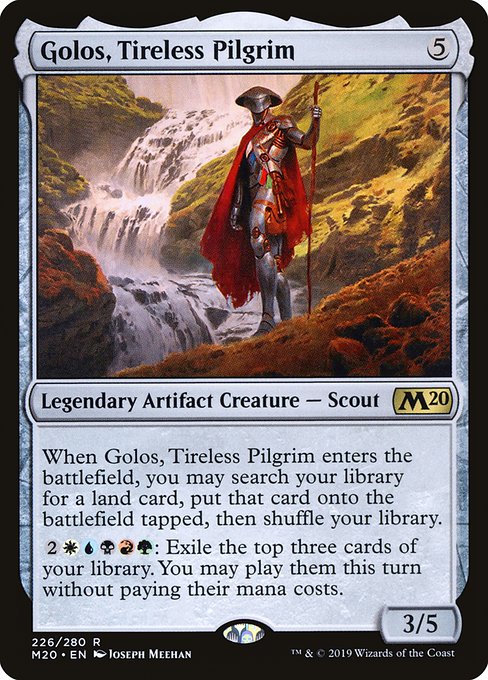 Golos, Tireless Pilgrim 5
Legendary Artifact Creature — Scout M20
When Golos, Tireless Pilgrim enters the
battlefield, you may search your library
for a land card, put that card onto the
battlefield tapped, then shuffle your library.
2: Exile the top three cards of
your library. You may play them this turn
without paying their mana costs.
3/5
226/280 R
M20 • EN Joseph Meehan
™ & © 2019 Wizards of the Coast